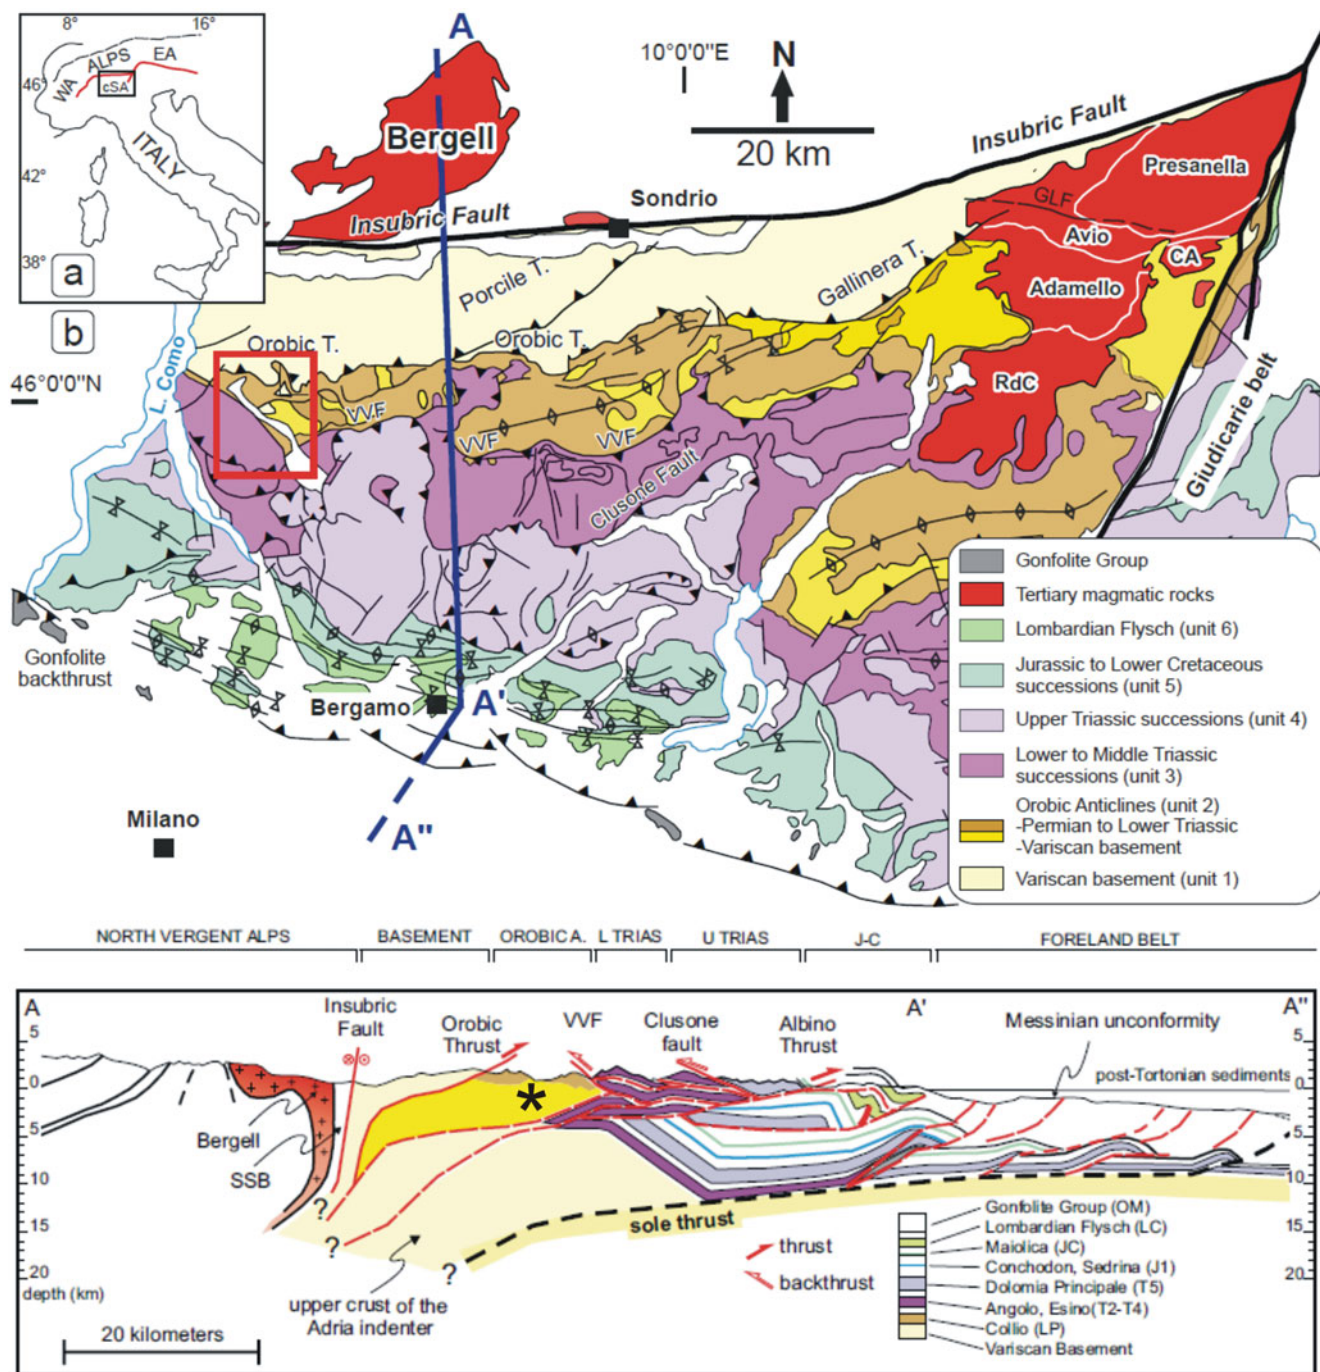 8°
16°
ALPS
EA
WA
46°
cSA
ITALY
42°
38°
a
b
A
10°0'0"E
N
20 km
Bergell
Insubric Fault
Presanella
Insubric Fault
Sondrio
GLF
Avio
CA
Adamello
Porcile T.
Gallinera T.
Orobic T.
Orobic T.
L. Como
46°0'0"N
RdC
VVF
VVF
VVF
Clusone Fault
Giudicarie belt
Gonfolite
backthrust
Bergamo
A'
A"
Milano
Gonfolite Group
Tertiary magmatic rocks
Lombardian Flysch (unit 6)
Jurassic to Lower Cretaceous
successions (unit 5)
Upper Triassic successions (unit 4)
Lower to Middle Triassic
successions (unit 3)
Orobic Anticlines (unit 2)
-Permian to Lower Triassic
-Variscan basement
Variscan basement (unit 1)
NORTH VERGENT ALPS
BASEMENT
OROBIC A.
L TRIAS
U TRIAS
J-C
FORELAND BELT
A
Insubric
Fault
Orobic
Thrust
VVF
Clusone
fault
Albino
Thrust
A'
Messinian unconformity
A"
5
0
5
10
15
20
depth (km)
5
0
5
10
15
20
post-Tortonian sediments
*
Bergell
SSB
?
?
?
sole thrust
upper crust of the
Adria indenter
thrust
backthrust
20 kilometers
Gonfolite Group (OM)
Lombardian Flysch (LC)
Maiolica (JC)
Conchodon, Sedrina (J1)
Dolomia Principale (T5)
Angolo, Esino(T2-T4)
Collio (LP)
Variscan Basement